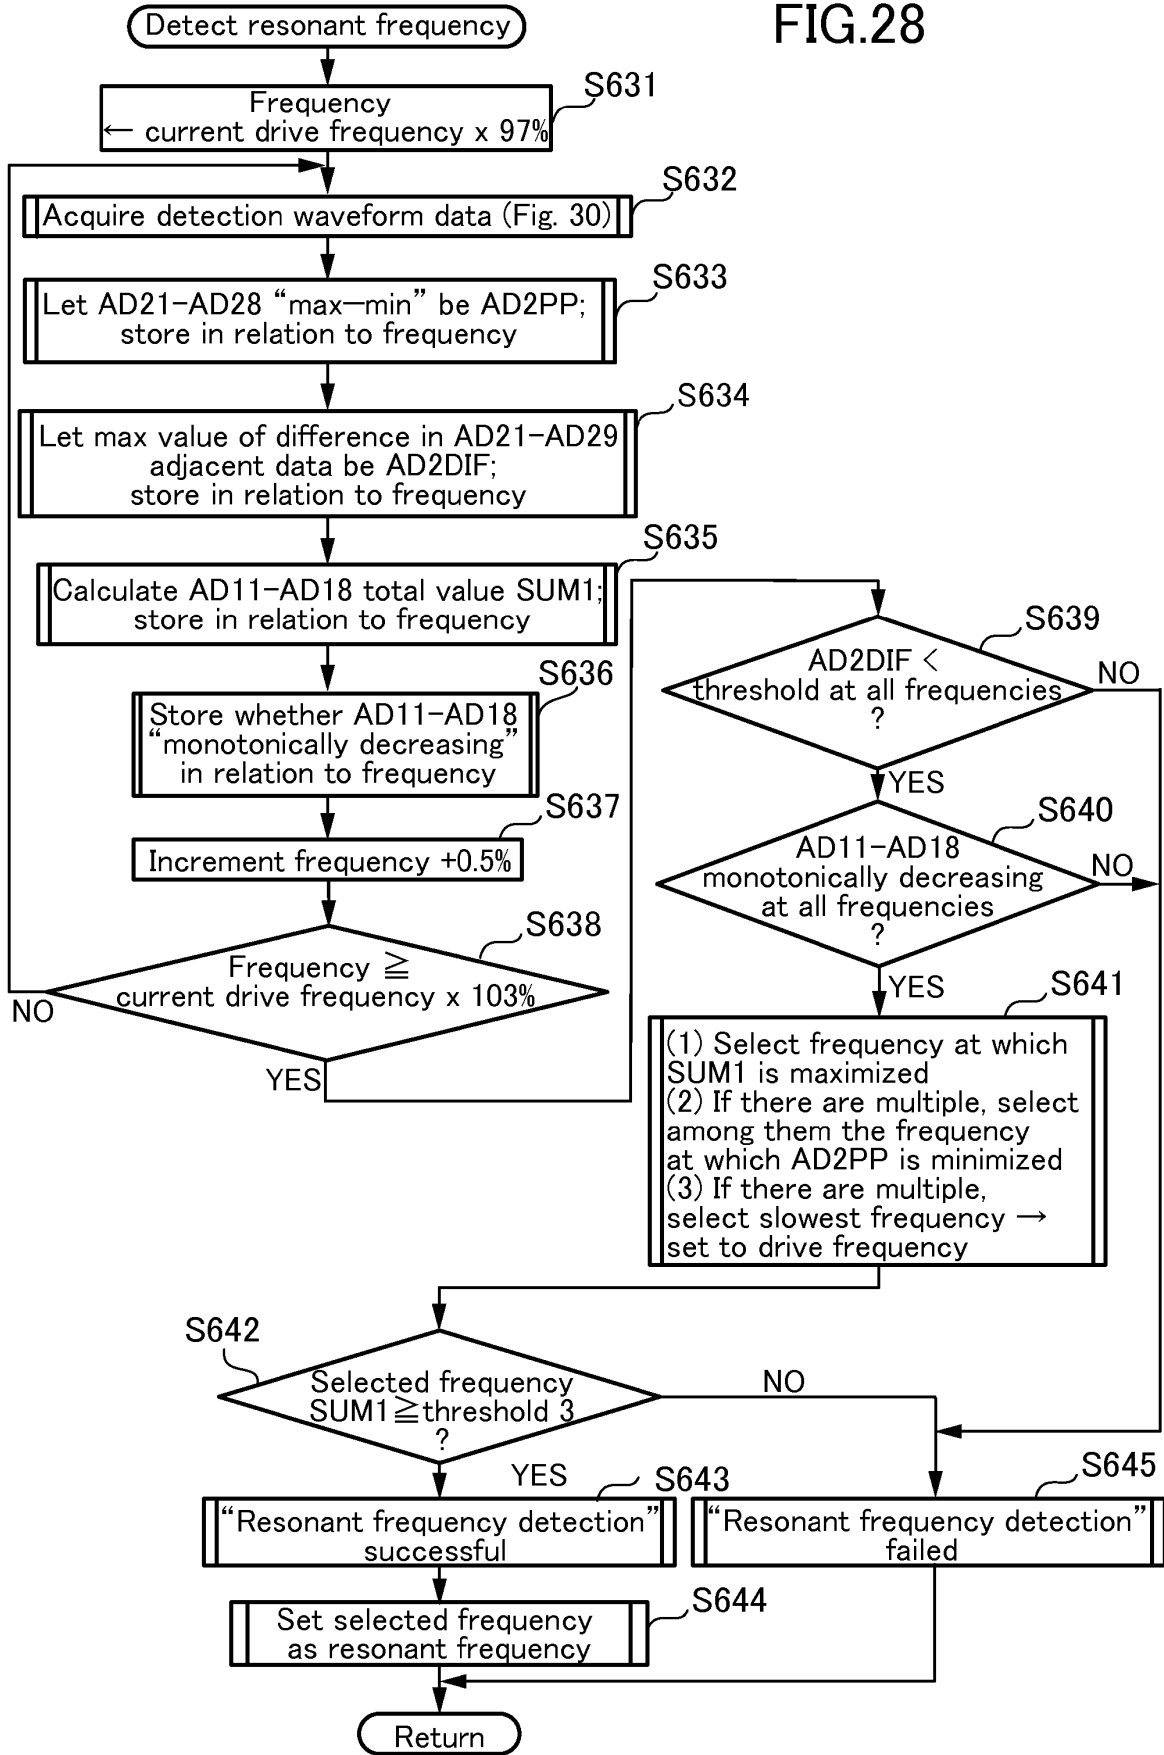 FIG.28
Detect resonant frequency
S631
Frequency
← current drive frequency x 97%
S632
Acquire detection waveform data (Fig. 30)
S633
Let AD21-AD28 “max-min” be AD2PP;
store in relation to frequency
S634
Let max value of difference in AD21-AD29
adjacent data be AD2DIF;
store in relation to frequency
S635
Calculate AD11-AD18 total value SUM1;
store in relation to frequency
S636
Store whether AD11-AD18
“monotonically decreasing”
in relation to frequency
S637
Increment frequency +0.5%
S638
Frequency ≧
current drive frequency x 103%
NO
YES
S639
AD2DIF <
threshold at all frequencies
?
NO
YES
S640
AD11-AD18
monotonically decreasing
at all frequencies
?
NO
YES
S641
(1) Select frequency at which
SUM1 is maximized
(2) If there are multiple, select
among them the frequency
at which AD2PP is minimized
(3) If there are multiple,
select slowest frequency →
set to drive frequency
S642
Selected frequency
SUM1≧threshold 3
?
NO
YES
S643
“Resonant frequency detection”
successful
S645
“Resonant frequency detection”
failed
S644
Set selected frequency
as resonant frequency
Return